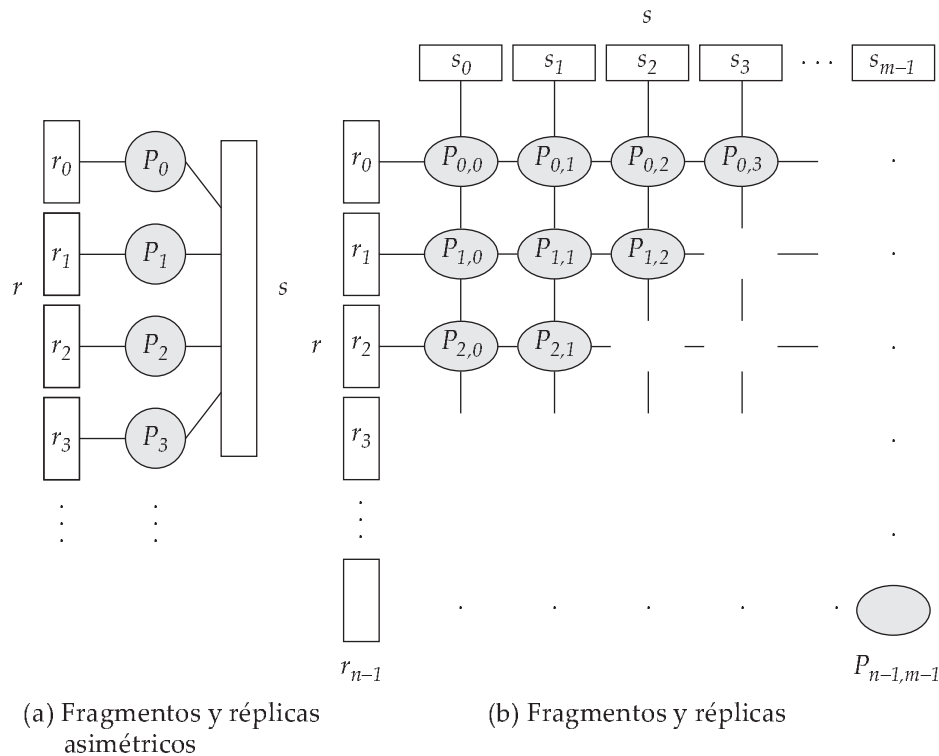 s
s0 s1 s2 s3 · · · sm–1
r0 P0 r0 P0,0 P0,1 P0,2 P0,3
r1 P1 r1 P1,0 P1,1 P1,2
r s
r2 P2 r r2 P2,0 P2,1
r3 P3 r3
rn–1 Pn–1,m–1
(a) Fragmentos y réplicas (b) Fragmentos y réplicas
asimétricos